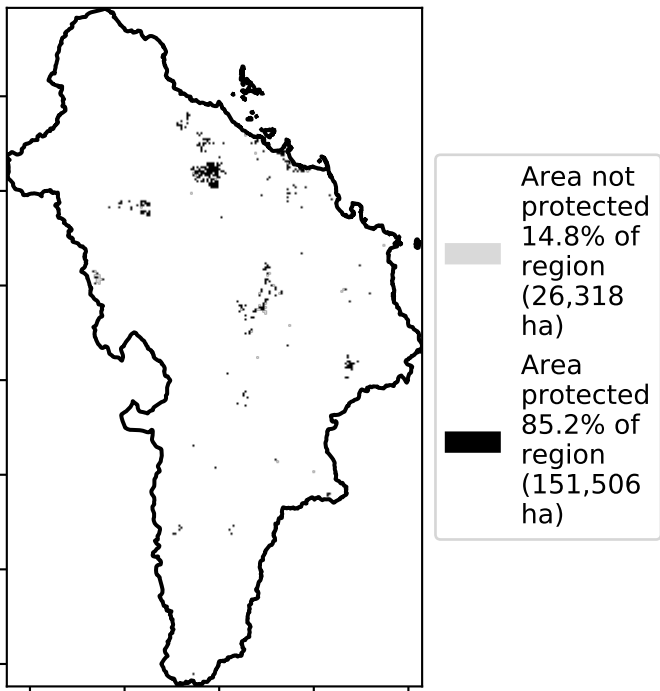 Area not
protected
14.8% of
region
(26,318
ha)
Area
protected
85.2% of
region
(151,506
ha)